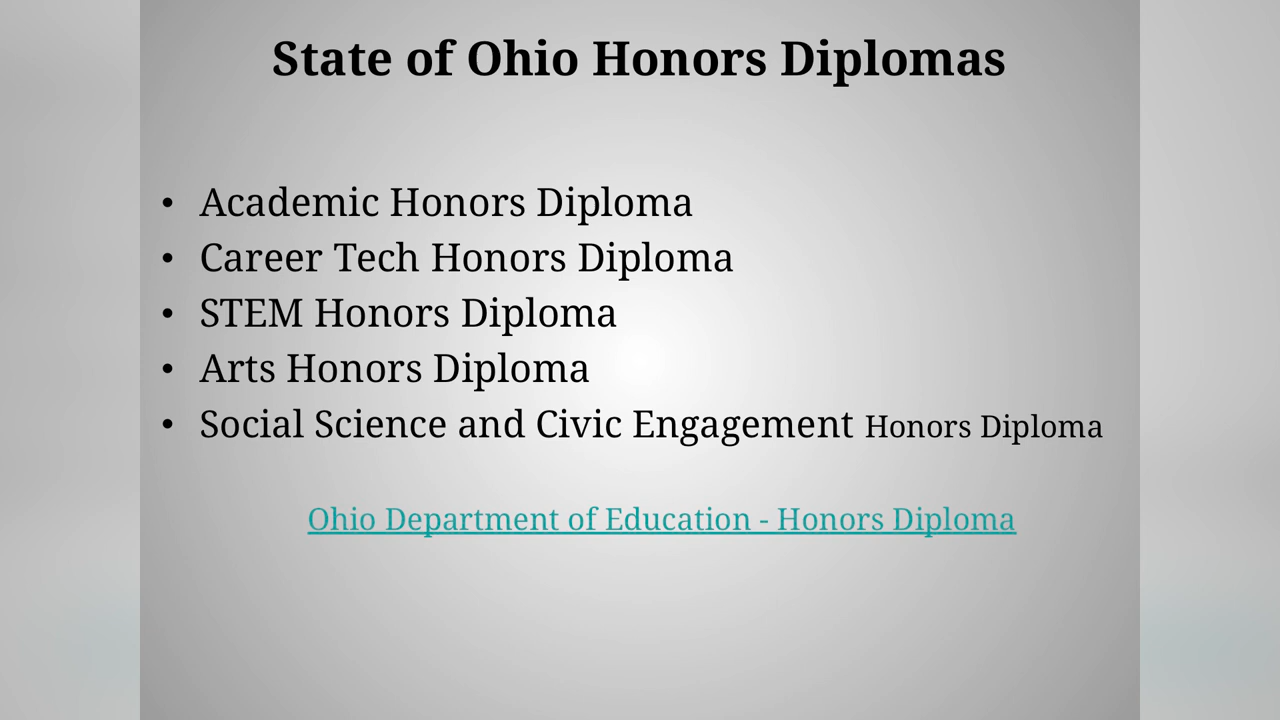 State of Ohio Honors Diplomas
• Academic Honors Diploma
• Career Tech Honors Diploma
• STEM Honors Diploma
• Arts Honors Diploma
• Social Science and Civic Engagement Honors Diploma
Ohio Department of Education - Honors Diploma